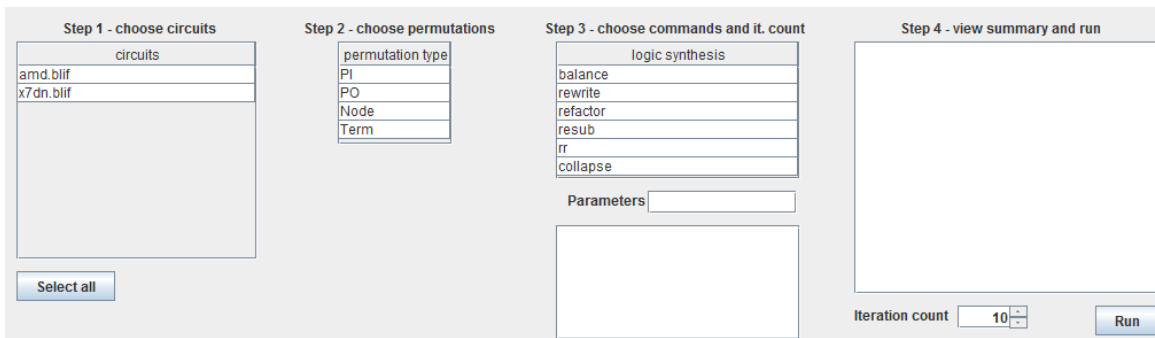 Step 1 - choose circuits
circuits
amd.blif
x7dn.blif
Select all
Step 2 - choose permutations
permutation type
PI
PO
Node
Term
Step 3 - choose commands and it. count
logic synthesis
balance
rewrite
refactor
resub
rr
collapse
Parameters
Step 4 - view summary and run
Iteration count 10
Run